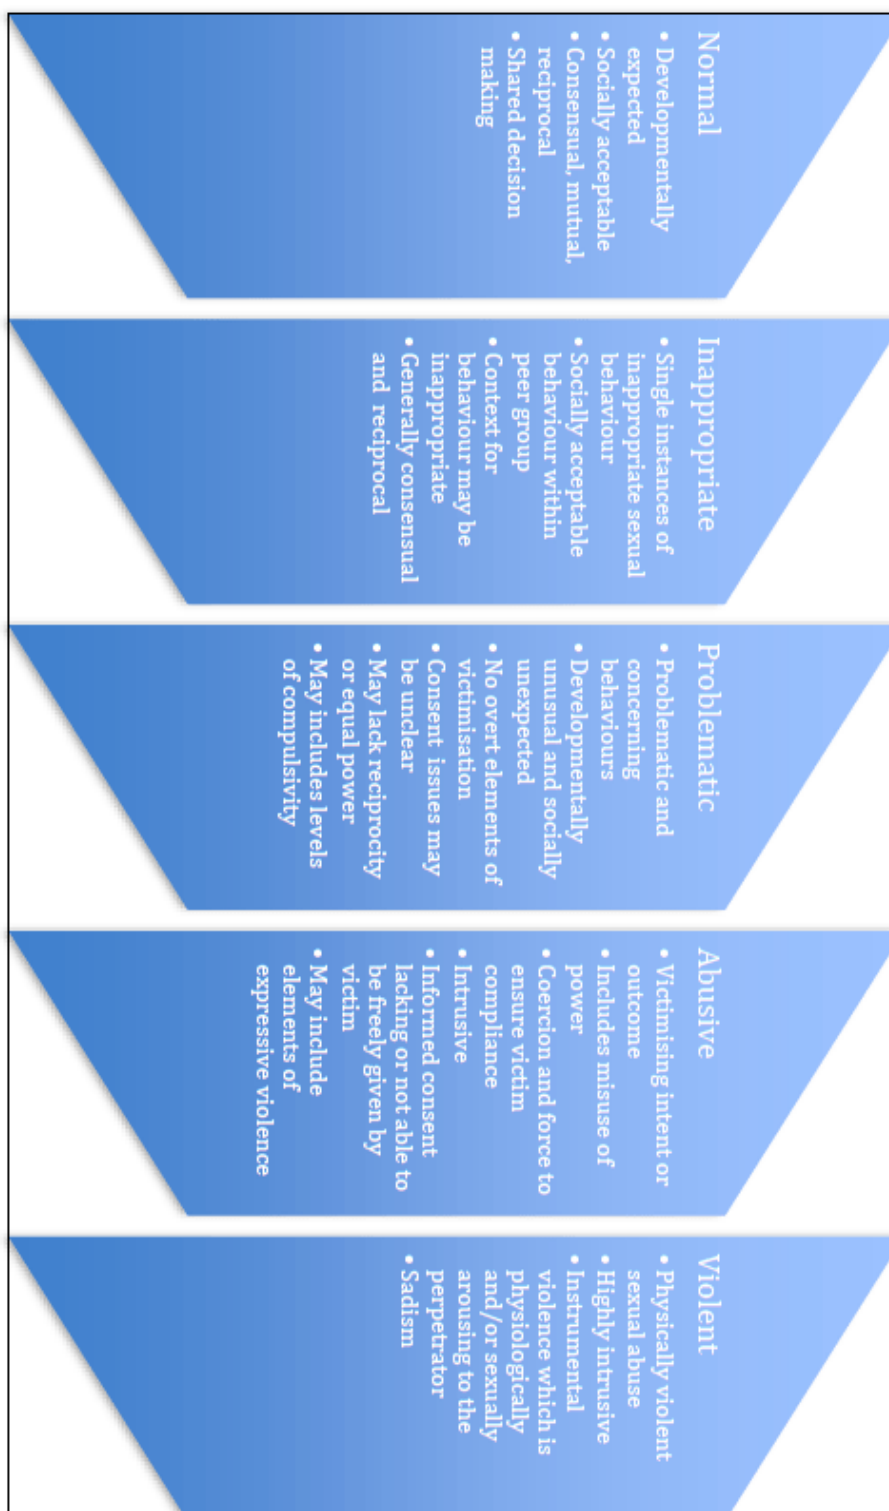 Normal
• Developmentally
expected
• Socially acceptable
• Consensual, mutual,
reciprocal
• Shared decision
making
Inappropriate
• Single instances of
inappropriate sexual
behaviour
• Socially acceptable
behaviour within
peer group
• Context for
behaviour may be
inappropriate
• Generally consensual
and reciprocal
Problematic
• Problematic and
concerning
behaviours
• Developmentally
unusual and socially
unexpected
• No overt elements of
victimisation
• Consent issues may
be unclear
• May lack reciprocity
or equal power
• May includes levels
of compulsivity
Abusive
• Victimising intent or
outcome
• Includes misuse of
power
• Coercion and force to
ensure victim
compliance
• Intrusive
• Informed consent
lacking or not able to
be freely given by
victim
• May include
elements of
expressive violence
Violent
• Physically violent
sexual abuse
• Highly intrusive
• Instrumental
violence which is
physiologically
and/or sexually
arousing to the
perpetrator
• Sadism